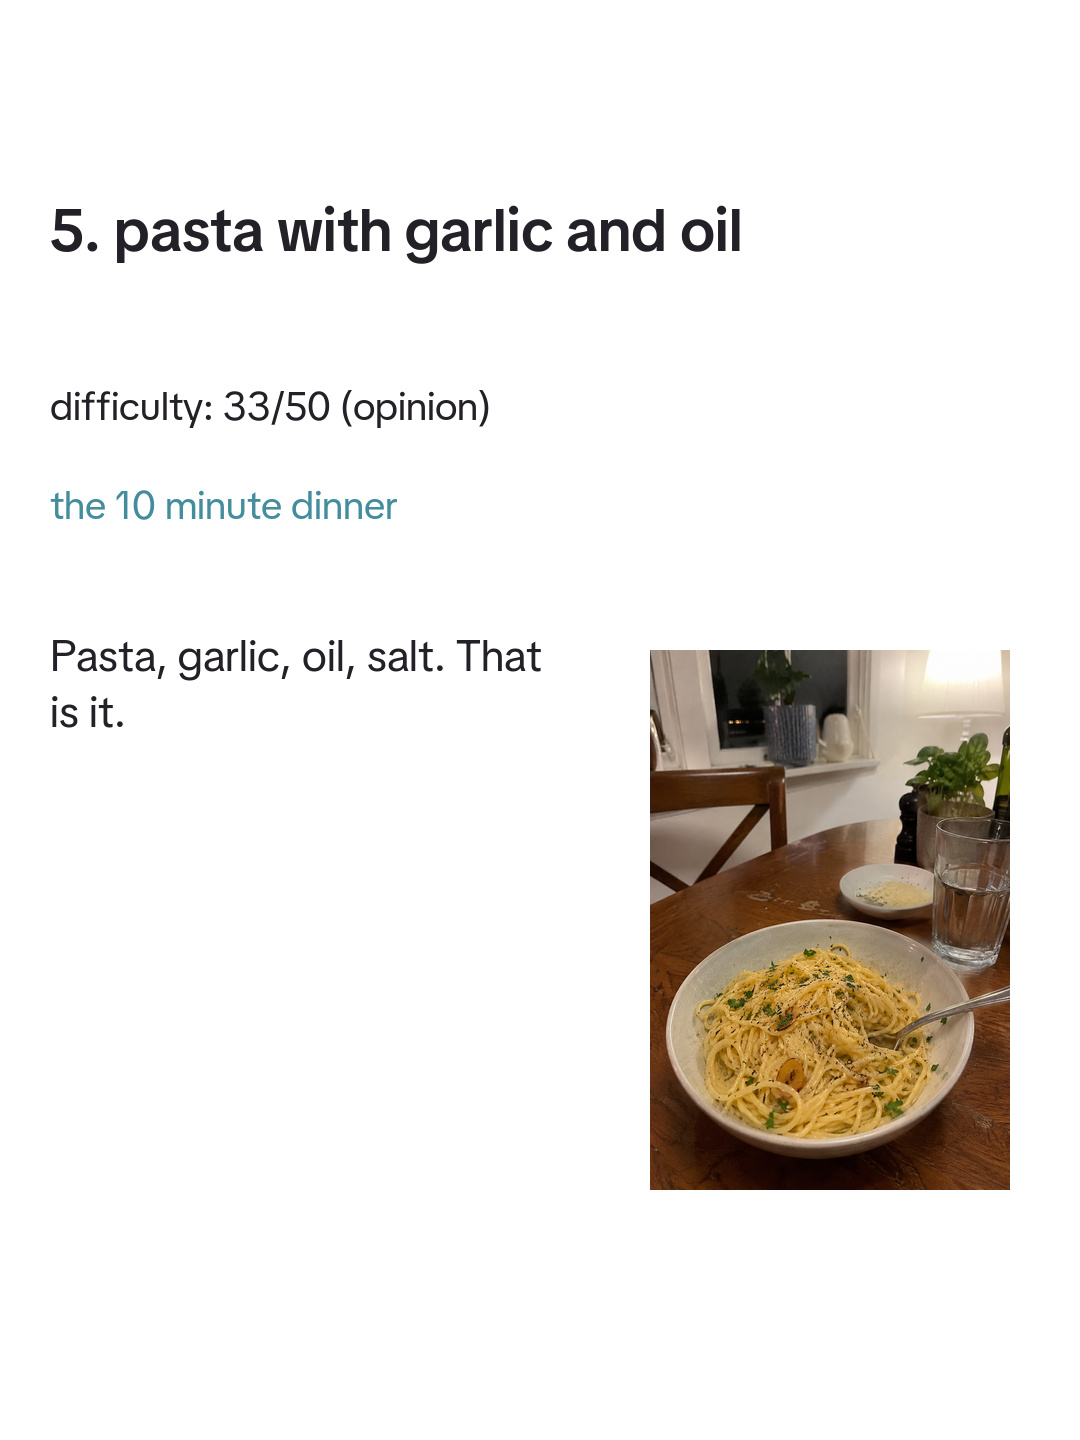 5. pasta with garlic and oil
difficulty: 33/50 (opinion)
the 10 minute dinner
Pasta, garlic, oil, salt. That
is it.